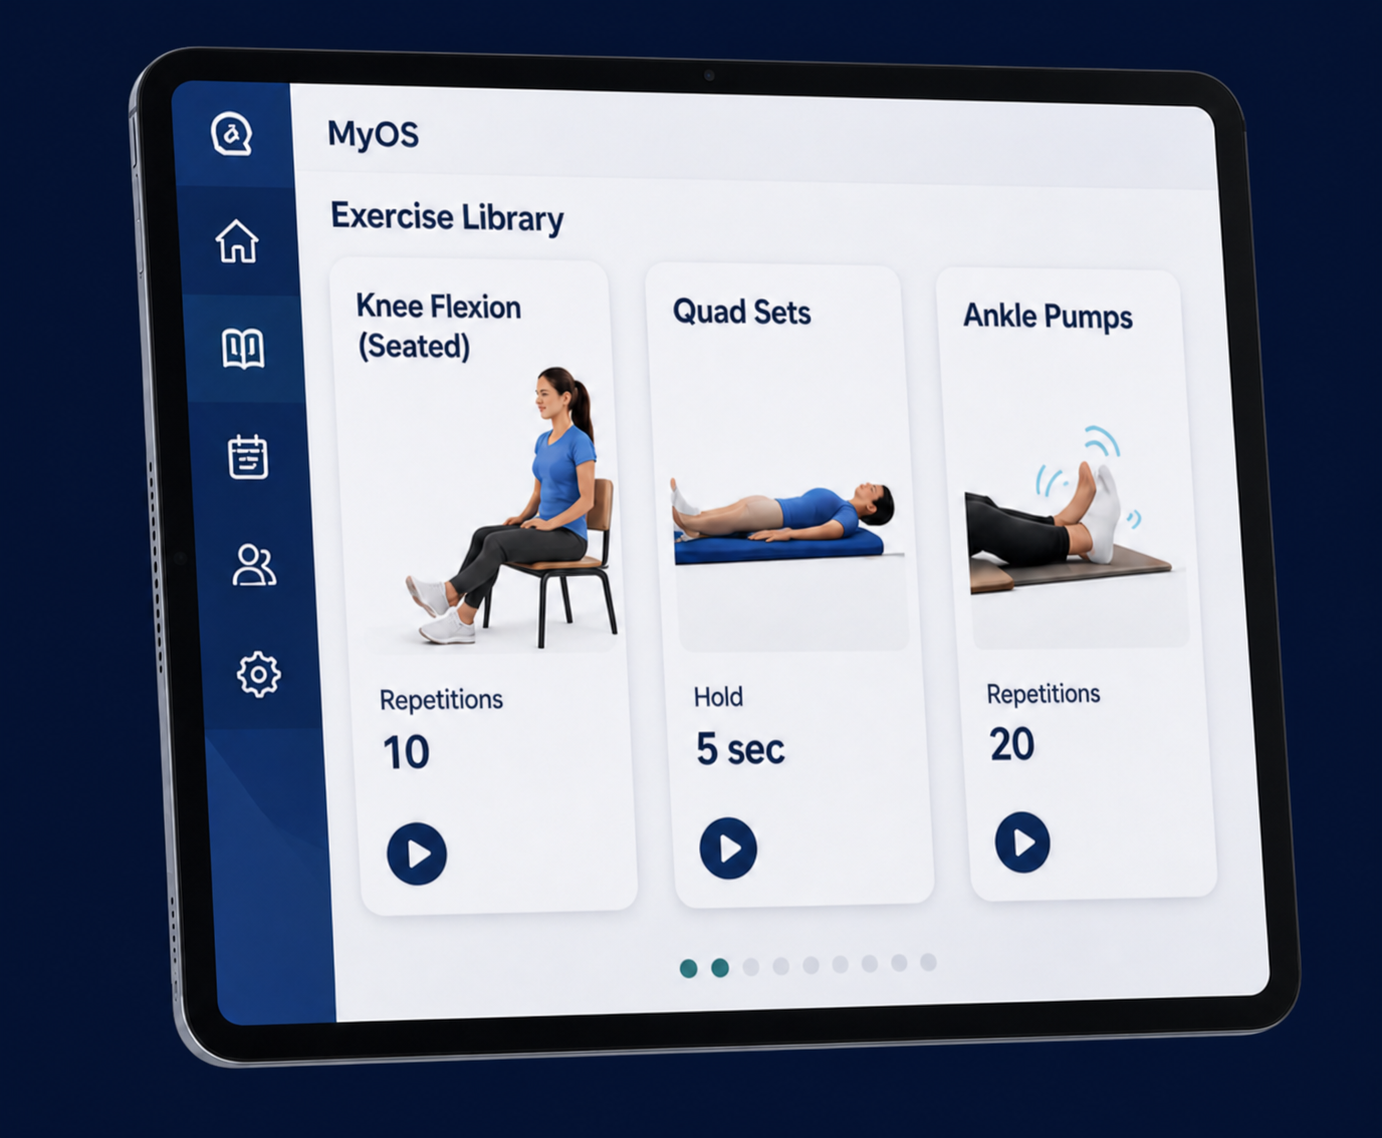 MyOS
Exercise Library
Knee Flexion
(Seated)
Repetitions
10
Quad Sets
Hold
5 sec
Ankle Pumps
Repetitions
20